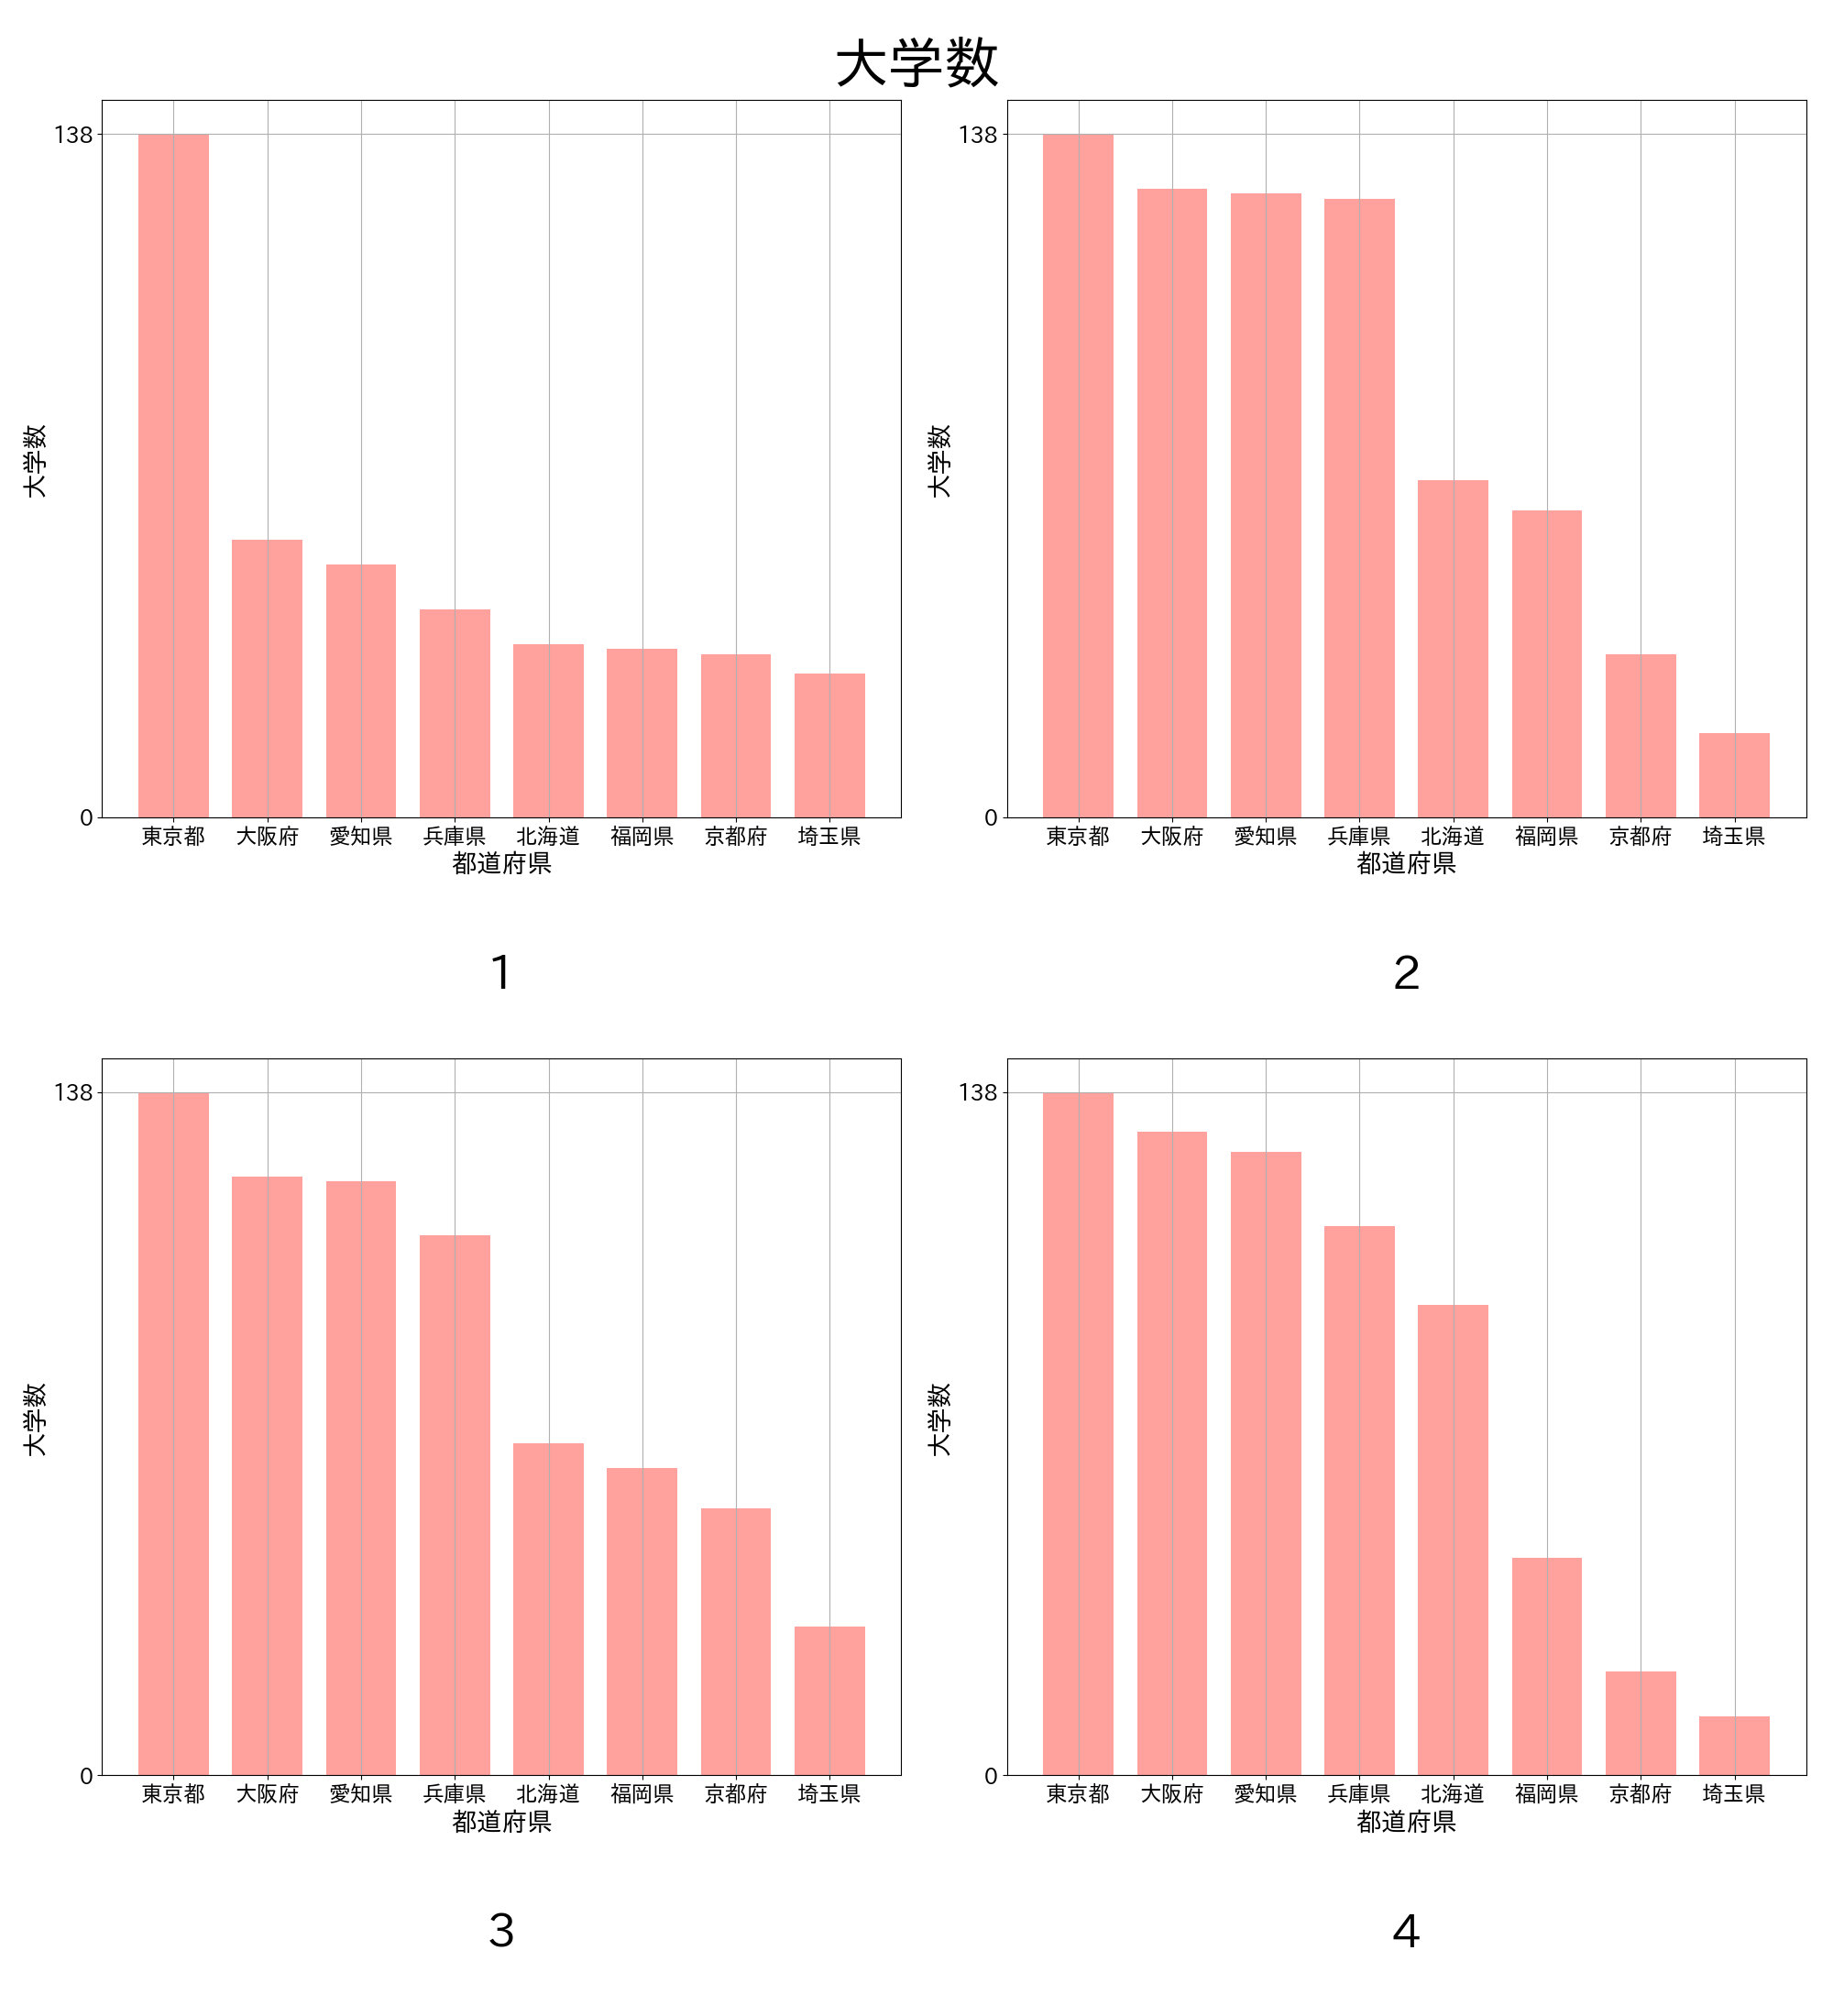 大学数
138
0
大学数
東京都 大阪府 愛知県 兵庫県 北海道 福岡県 京都府 埼玉県
都道府県
1
138
0
大学数
東京都 大阪府 愛知県 兵庫県 北海道 福岡県 京都府 埼玉県
都道府県
2
138
0
大学数
東京都 大阪府 愛知県 兵庫県 北海道 福岡県 京都府 埼玉県
都道府県
3
138
0
大学数
東京都 大阪府 愛知県 兵庫県 北海道 福岡県 京都府 埼玉県
都道府県
4